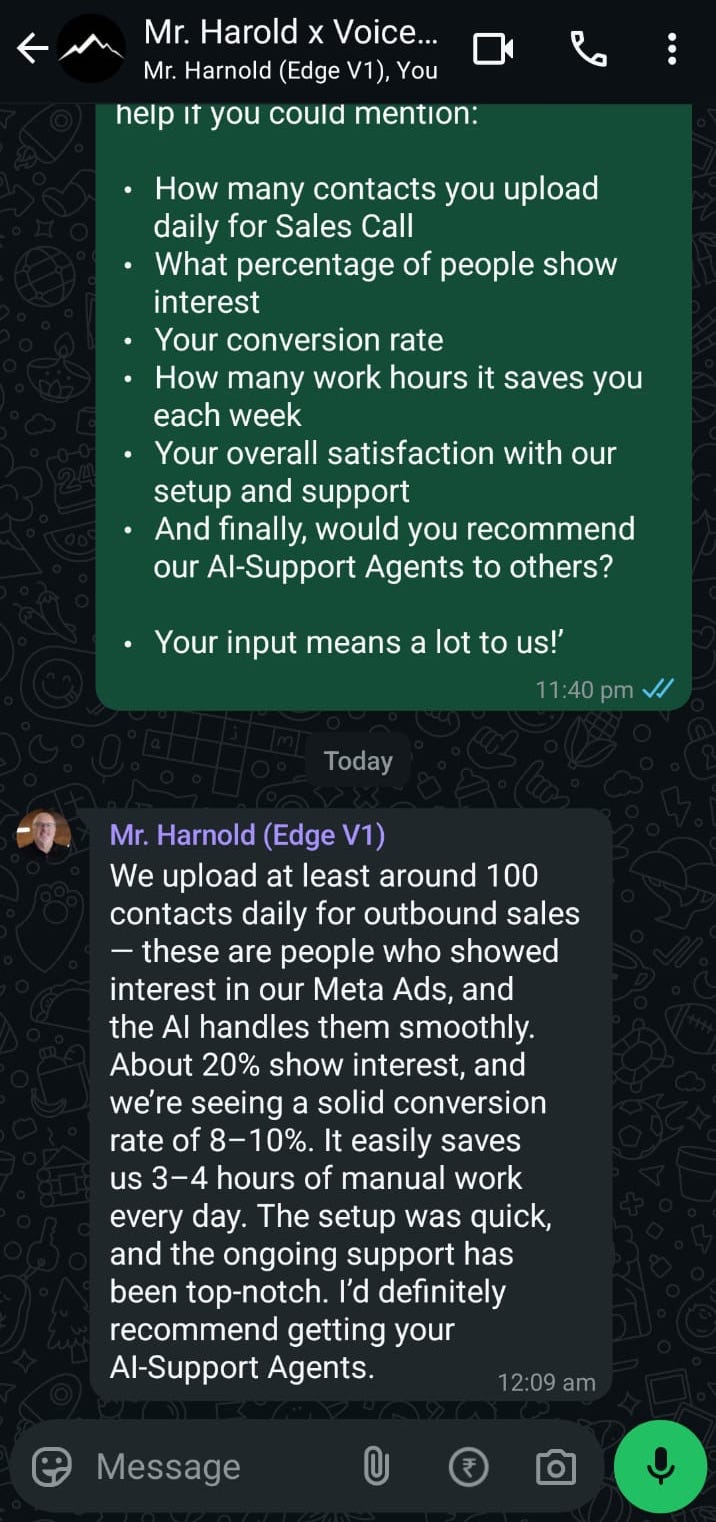 Mr. Harold x Voice...
Mr. Harnold (Edge V1), You
help if you could mention:
• How many contacts you upload
daily for Sales Call
• What percentage of people show
interest
• Your conversion rate
• How many work hours it saves you
each week
• Your overall satisfaction with our
setup and support
• And finally, would you recommend
our AI-Support Agents to others?
• Your input means a lot to us!’
11:40 pm
Today
Mr. Harnold (Edge V1)
We upload at least around 100
contacts daily for outbound sales
— these are people who showed
interest in our Meta Ads, and
the AI handles them smoothly.
About 20% show interest, and
we’re seeing a solid conversion
rate of 8–10%. It easily saves
us 3–4 hours of manual work
every day. The setup was quick,
and the ongoing support has
been top-notch. I’d definitely
recommend getting your
AI-Support Agents.
12:09 am
Message